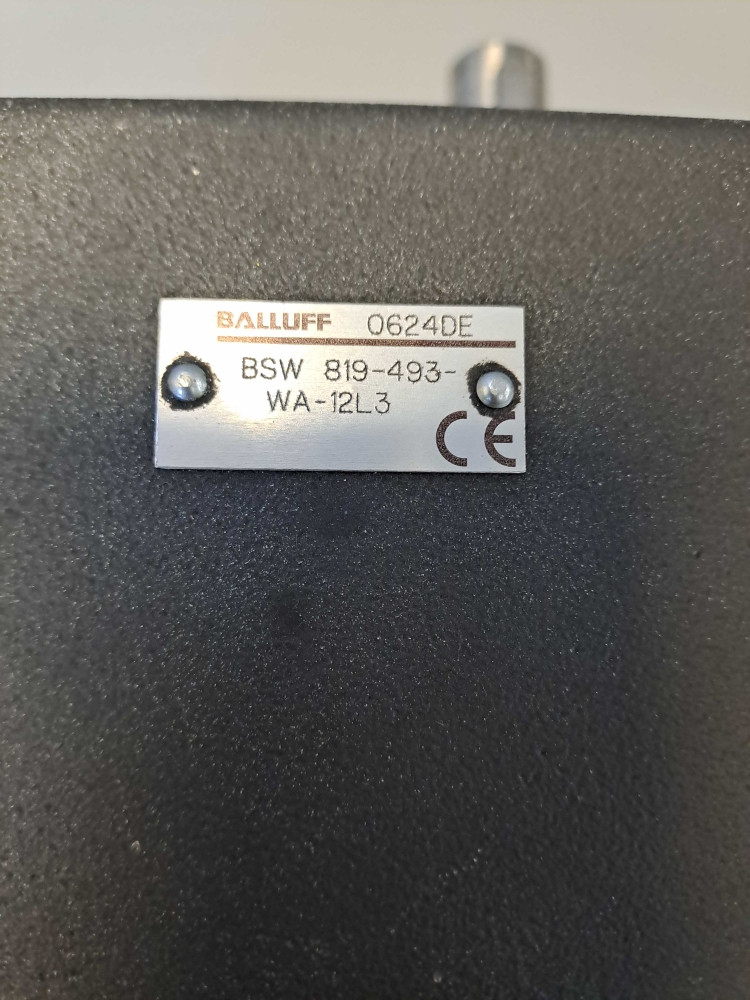 BALLUFF 0624DE
BSW 819-493-
WA-12L3
CE